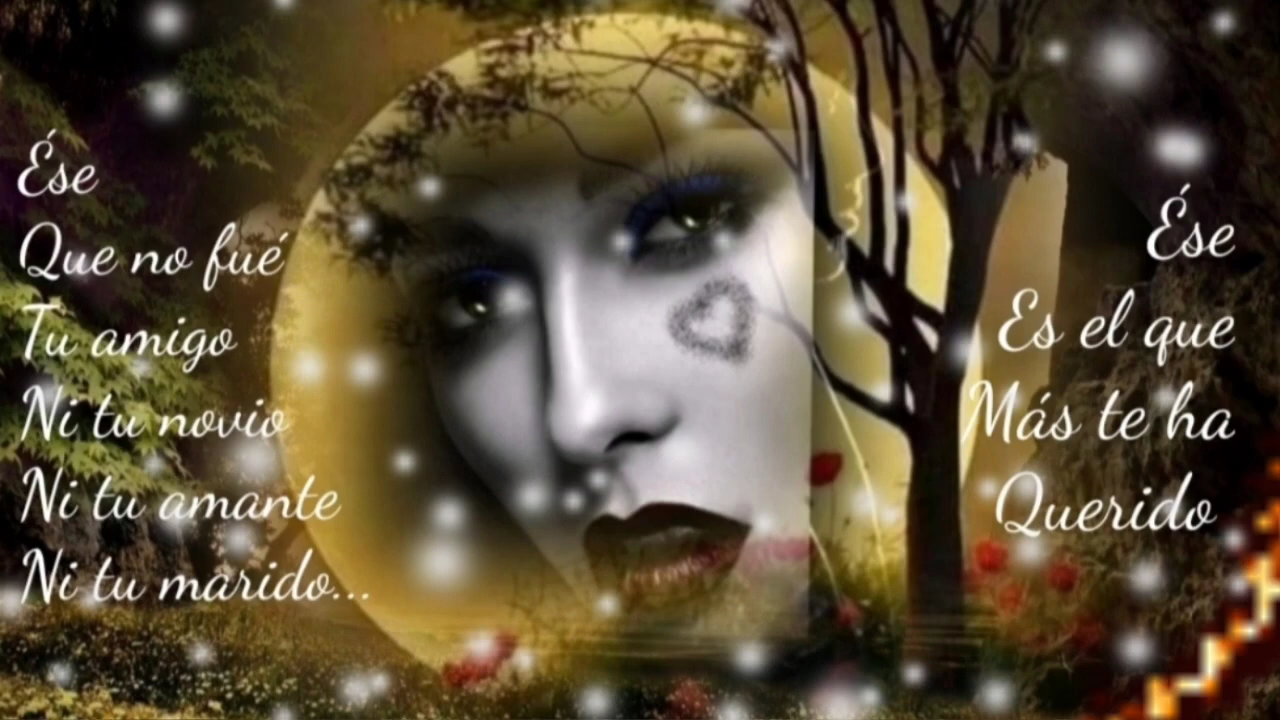 Ése
Que no fué
Tu amigo
Ni tu novio
Ni tu amante
Ni tu marido...
Ése
Es el que
Más te ha
Querido